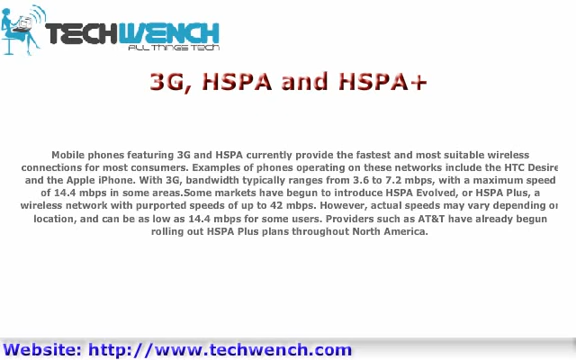 TECHWENCH
ALL THINGS TECH
3G, HSPA and HSPA+
Mobile phones featuring 3G and HSPA currently provide the fastest and most suitable wireless
connections for most consumers. Examples of phones operating on these networks include the HTC Desire
and the Apple iPhone. With 3G, bandwidth typically ranges from 3.6 to 7.2 mbps, with a maximum speed
of 14.4 mbps in some areas.Some markets have begun to introduce HSPA Evolved, or HSPA Plus, a
wireless network with purported speeds of up to 42 mbps. However, actual speeds may vary depending on
location, and can be as low as 14.4 mbps for some users. Providers such as AT&T have already begun
rolling out HSPA Plus plans throughout North America.
Website: http://www.techwench.com